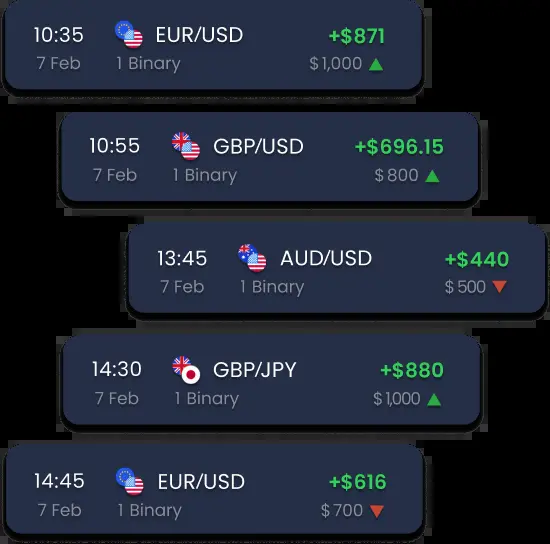 10:35 EUR/USD +$871
7 Feb 1 Binary $1,000
10:55 GBP/USD +$696.15
7 Feb 1 Binary $800
13:45 AUD/USD +$440
7 Feb 1 Binary $500
14:30 GBP/JPY +$880
7 Feb 1 Binary $1,000
14:45 EUR/USD +$616
7 Feb 1 Binary $700